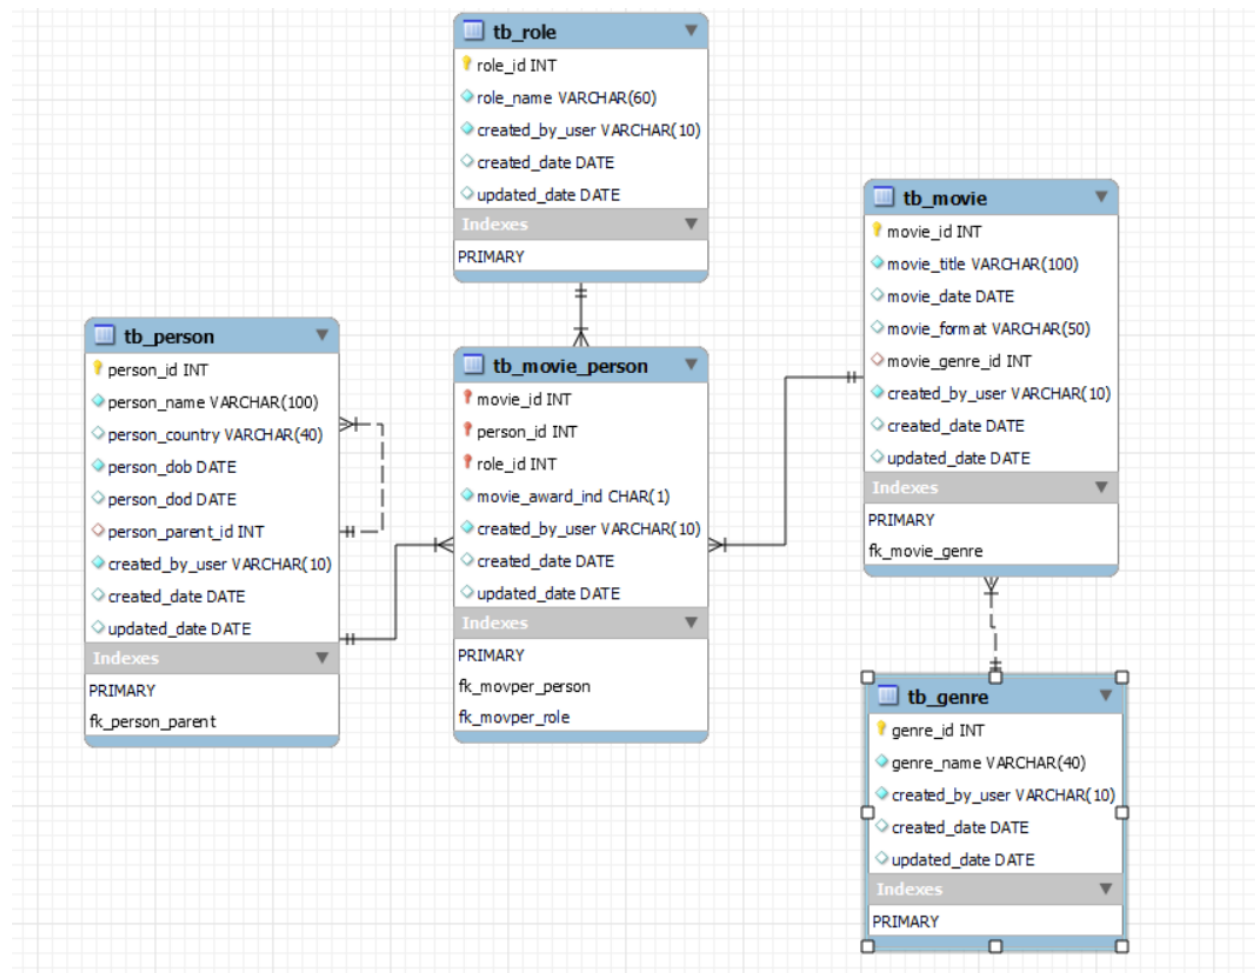 tb_role
role_id INT
role_name VARCHAR(60)
created_by_user VARCHAR(10)
created_date DATE
updated_date DATE
Indexes
PRIMARY
tb_person
person_id INT
person_name VARCHAR(100)
person_country VARCHAR(40)
person_dob DATE
person_dod DATE
person_parent_id INT
created_by_user VARCHAR(10)
created_date DATE
updated_date DATE
Indexes
PRIMARY
fk_person_parent
tb_movie_person
movie_id INT
person_id INT
role_id INT
movie_award_ind CHAR(1)
created_by_user VARCHAR(10)
created_date DATE
updated_date DATE
Indexes
PRIMARY
fk_movper_person
fk_movper_role
tb_movie
movie_id INT
movie_title VARCHAR(100)
movie_date DATE
movie_format VARCHAR(50)
movie_genre_id INT
created_by_user VARCHAR(10)
created_date DATE
updated_date DATE
Indexes
PRIMARY
fk_movie_genre
tb_genre
genre_id INT
genre_name VARCHAR(40)
created_by_user VARCHAR(10)
created_date DATE
updated_date DATE
Indexes
PRIMARY